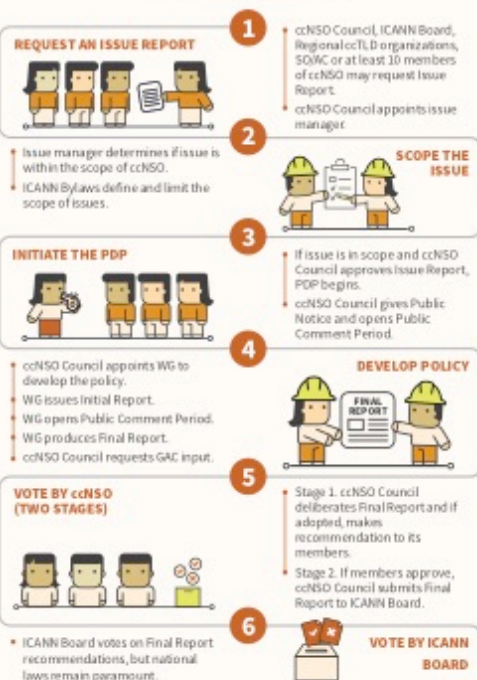 1
REQUEST AN ISSUE REPORT
ccNSO Council, ICANN Board,
Regional ccTLD organizations,
SO/AC or at least 10 members
of ccNSO may request Issue
Report.
ccNSO Council appoints issue
manager.
2
SCOPE THE
ISSUE
Issue manager determines if issue is
within the scope of ccNSO.
ICANN Bylaws define and limit the
scope of issues.
3
INITIATE THE PDP
If issue is in scope and ccNSO
Council approves Issue Report,
PDP begins.
ccNSO Council gives Public
Notice and opens Public
Comment Period.
4
DEVELOP POLICY
ccNSO Council appoints WG to
develop the policy.
WG issues Initial Report.
WG opens Public Comment Period.
WG produces Final Report.
ccNSO Council requests GAC input.
FINAL
REPORT
5
VOTE BY ccNSO
(TWO STAGES)
Stage 1. ccNSO Council
deliberates Final Report and if
adopted, makes
recommendation to its
members.
Stage 2. If members approve,
ccNSO Council submits Final
Report to ICANN Board.
6
VOTE BY ICANN
BOARD
ICANN Board votes on Final Report
recommendations, but national
laws remain paramount.